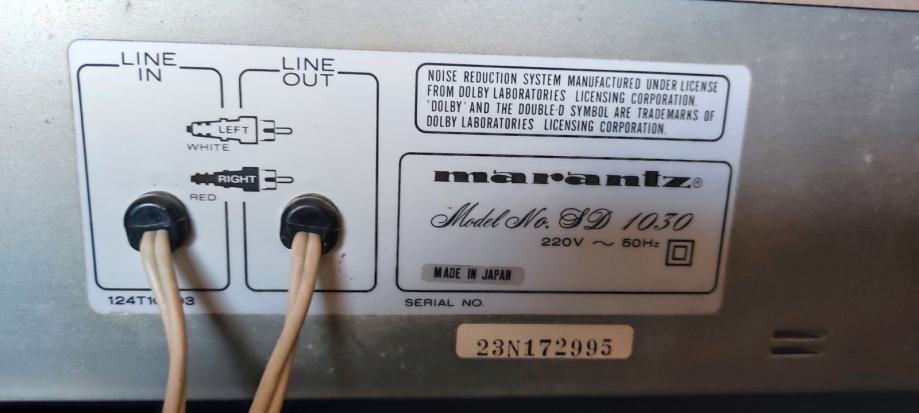 LINE
IN
LINE
OUT
LEFT
WHITE
RIGHT
RED
124T10
NOISE REDUCTION SYSTEM MANUFACTURED UNDER LICENSE
FROM DOLBY LABORATORIES LICENSING CORPORATION.
'DOLBY' AND THE DOUBLE-D SYMBOL ARE TRADEMARKS OF
DOLBY LABORATORIES LICENSING CORPORATION.
marantz®
Model No. SD 1030
220V ~ 50Hz
MADE IN JAPAN
SERIAL NO.
23N172995